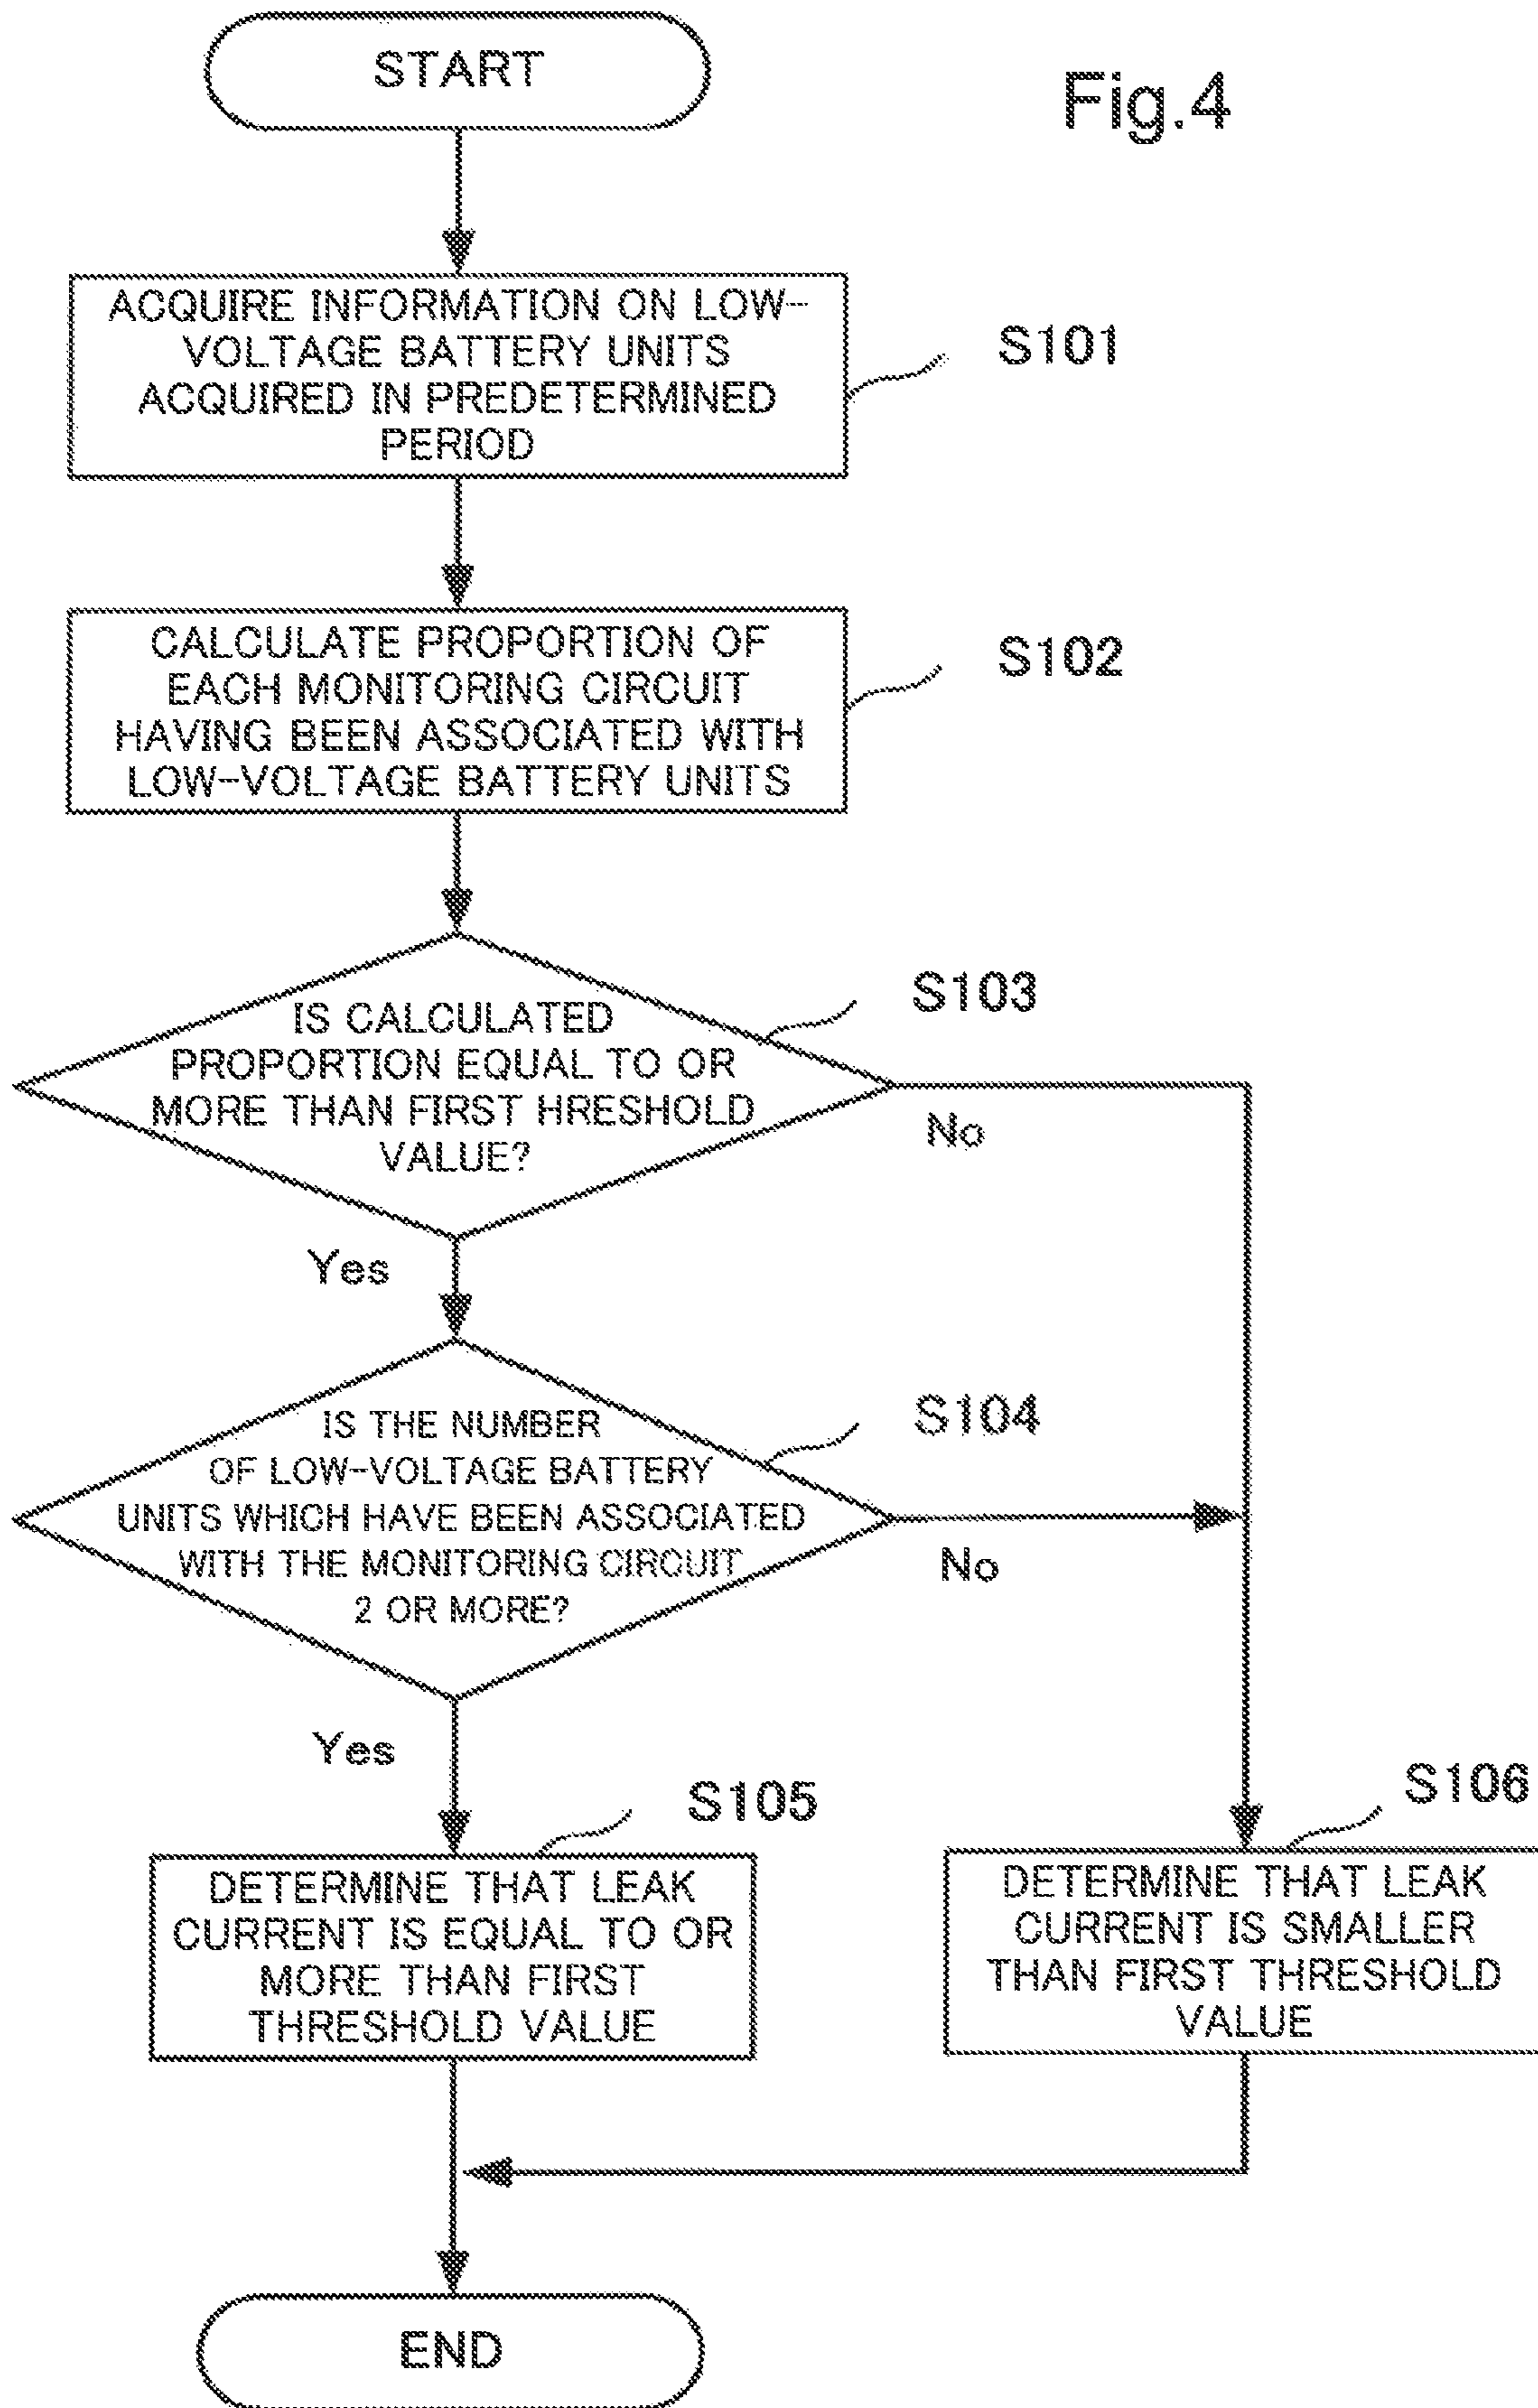 START
Fig.4
ACQUIRE INFORMATION ON LOW-
VOLTAGE BATTERY UNITS
ACQUIRED IN PREDETERMINED
PERIOD
S101
CALCULATE PROPORTION OF
EACH MONITORING CIRCUIT
HAVING BEEN ASSOCIATED WITH
LOW-VOLTAGE BATTERY UNITS
S102
IS CALCULATED
PROPORTION EQUAL TO OR
MORE THAN FIRST HRESHOLD
VALUE?
S103
No
Yes
IS THE NUMBER
OF LOW-VOLTAGE BATTERY
UNITS WHICH HAVE BEEN ASSOCIATED
WITH THE MONITORING CIRCUIT
2 OR MORE?
S104
No
Yes
S105
DETERMINE THAT LEAK
CURRENT IS EQUAL TO OR
MORE THAN FIRST
THRESHOLD VALUE
S106
DETERMINE THAT LEAK
CURRENT IS SMALLER
THAN FIRST THRESHOLD
VALUE
END